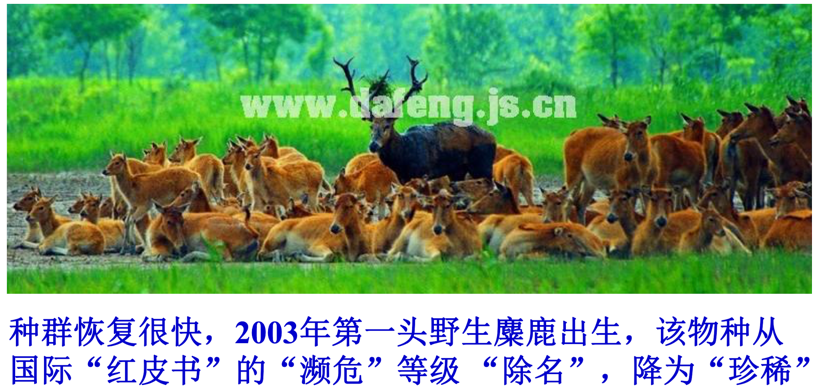 www.dafeng.js.cn
种群恢复很快，2003年第一头野生麋鹿出生，该物种从
国际“红皮书”的“濒危”等级 “除名”，降为“珍稀”